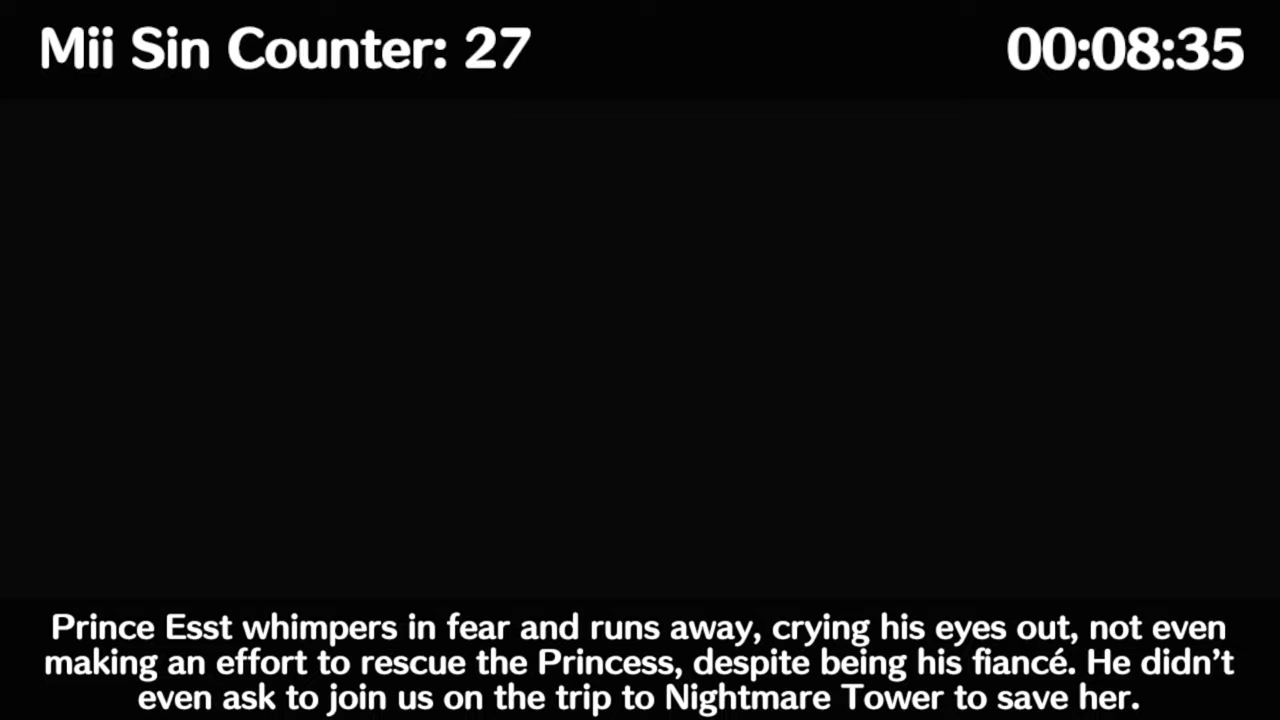 Mii Sin Counter: 27
00:08:35
Prince Esst whimpers in fear and runs away, crying his eyes out, not even
making an effort to rescue the Princess, despite being his fiancé. He didn’t
even ask to join us on the trip to Nightmare Tower to save her.